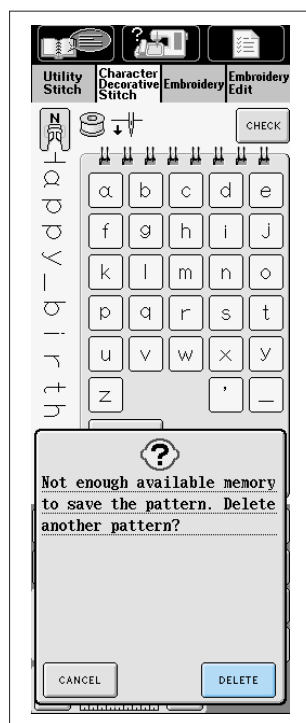 Utility Stitch
Character Decorative Stitch
Embroidery
Embroidery Edit
N
CHECK
Happy_birth
a b c d e
f g h i j
k l m n o
p q r s t
u v w x y
z ' _
?
Not enough available memory
to save the pattern. Delete
another pattern?
CANCEL
DELETE